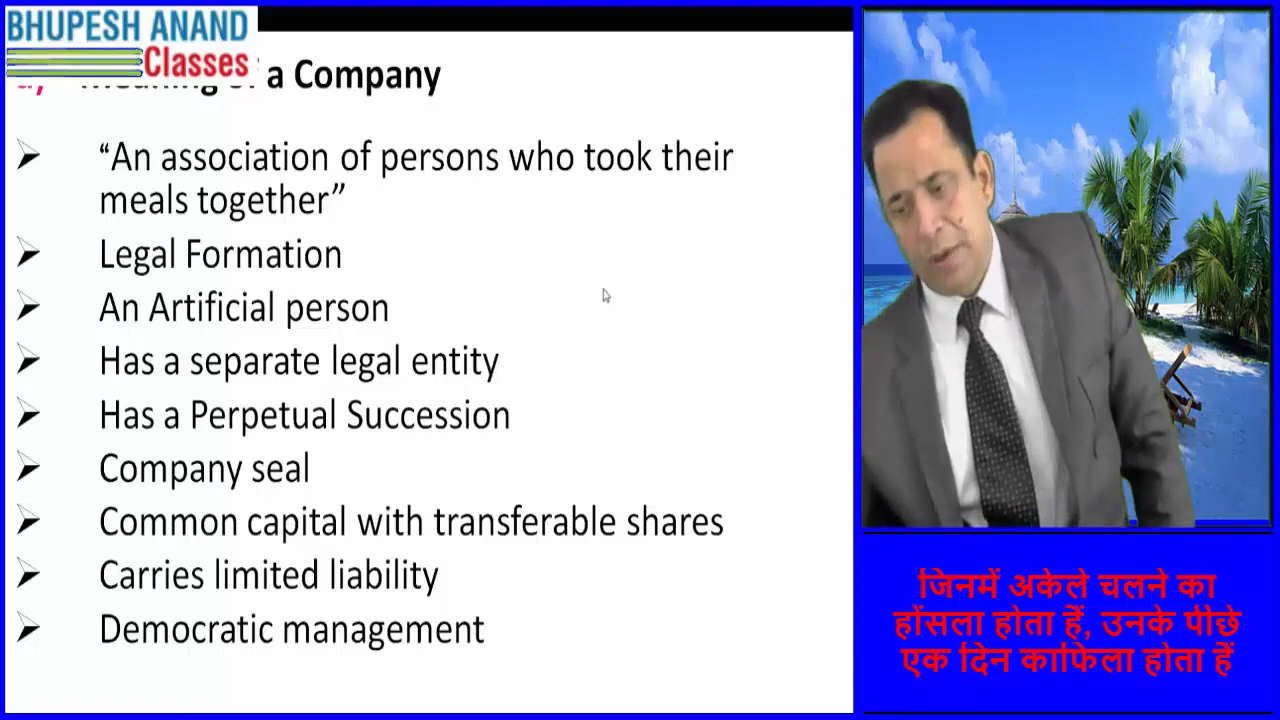 BHUPESH ANAND
Classes
a Company
➢ “An association of persons who took their
meals together”
➢ Legal Formation
➢ An Artificial person
➢ Has a separate legal entity
➢ Has a Perpetual Succession
➢ Company seal
➢ Common capital with transferable shares
➢ Carries limited liability
➢ Democratic management
जिनमें अकेले चलने का
होंसला होता हैं, उनके पीछे
एक दिन काफिला होता हैं